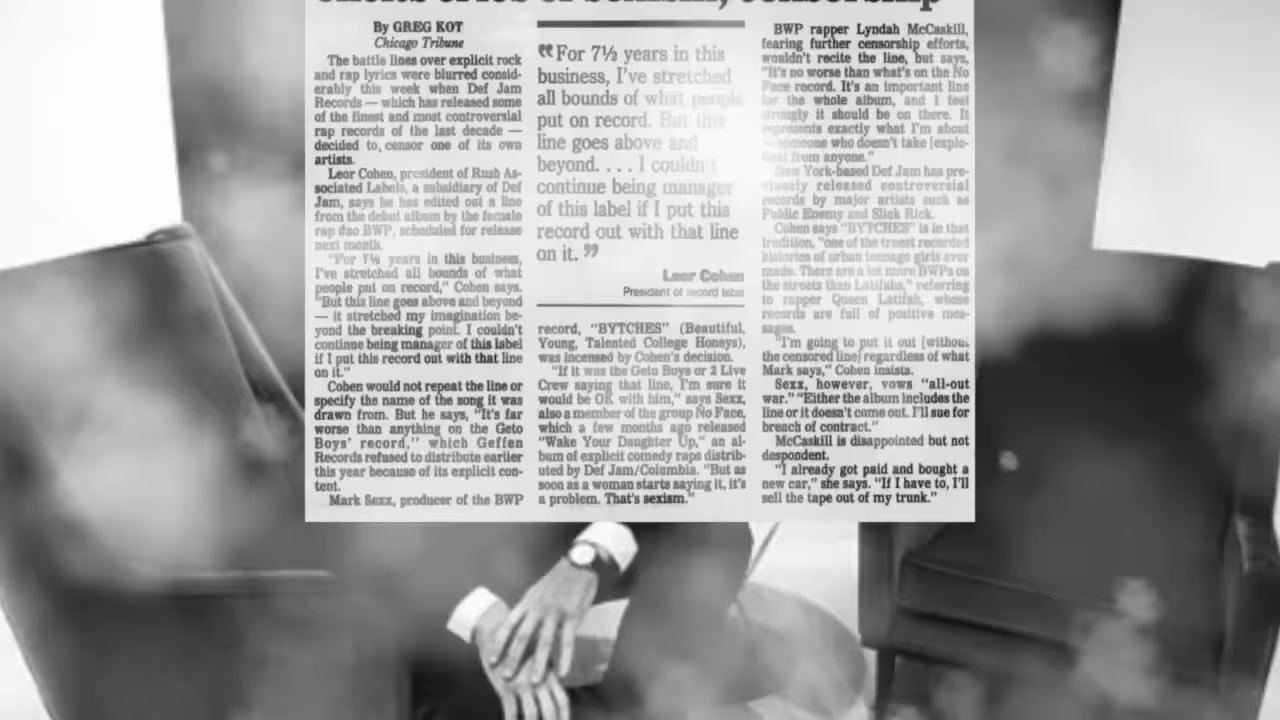 elicits cries of sexism, censorship
By GREG KOT
Chicago Tribune
The battle lines over explicit rock
and rap lyrics were blurred consid-
erably this week when Def Jam
Records — which has released some
of the finest and most controversial
rap records of the last decade —
decided to censor one of its own
artists.
Leor Cohen, president of Rush As-
sociated Labels, a subsidiary of Def
Jam, says he has edited out a line
from the debut album by the female
rap duo BWP, scheduled for release
next month.
"For 7½ years in this business,
I've stretched all bounds of what
people put on record," Cohen says.
"But this line goes above and beyond
— it stretched my imagination be-
yond the breaking point. I couldn't
continue being manager of this label
if I put this record out with that line
on it."
Cohen would not repeat the line or
specify the name of the song it was
drawn from. But he says, "It's far
worse than anything on the Geto
Boys' record," which Geffen
Records refused to distribute earlier
this year because of its explicit con-
tent.
Mark Sexx, producer of the BWP
"For 7½ years in this
business, I've stretched
all bounds of what people
put on record. But this
line goes above and
beyond. . . . I couldn't
continue being manager
of this label if I put this
record out with that line
on it."
Leor Cohen
President of record label
record, "BYTCHES" (Beautiful,
Young, Talented College Honeys),
was incensed by Cohen's decision.
"If it was the Geto Boys or 2 Live
Crew saying that line, I'm sure it
would be OK with him," says Sexx,
also a member of the group No Face,
which a few months ago released
"Wake Your Daughter Up," an al-
bum of explicit comedy raps distrib-
uted by Def Jam/Columbia. "But as
soon as a woman starts saying it, it's
a problem. That's sexism."
BWP rapper Lyndah McCaskill,
fearing further censorship efforts,
wouldn't recite the line, but says,
"It's no worse than what's on the No
Face record. It's an important line
for the whole album, and I feel
strongly it should be on there. It
represents exactly what I'm about
— someone who doesn't take [exple-
tive] from anyone."
New York-based Def Jam has pre-
viously released controversial
records by major artists such as
Public Enemy and Slick Rick.
Cohen says "BYTCHES" is in that
tradition, "one of the truest recorded
histories of urban teenage girls ever
made. There are a lot more BWPs on
the streets than Latifahs," referring
to rapper Queen Latifah, whose
records are full of positive mes-
sages.
"I'm going to put it out [without
the censored line] regardless of what
Mark says," Cohen insists.
Sexx, however, vows "all-out
war." "Either the album includes the
line or it doesn't come out. I'll sue for
breach of contract."
McCaskill is disappointed but not
despondent.
"I already got paid and bought a
new car," she says. "If I have to, I'll
sell the tape out of my trunk."